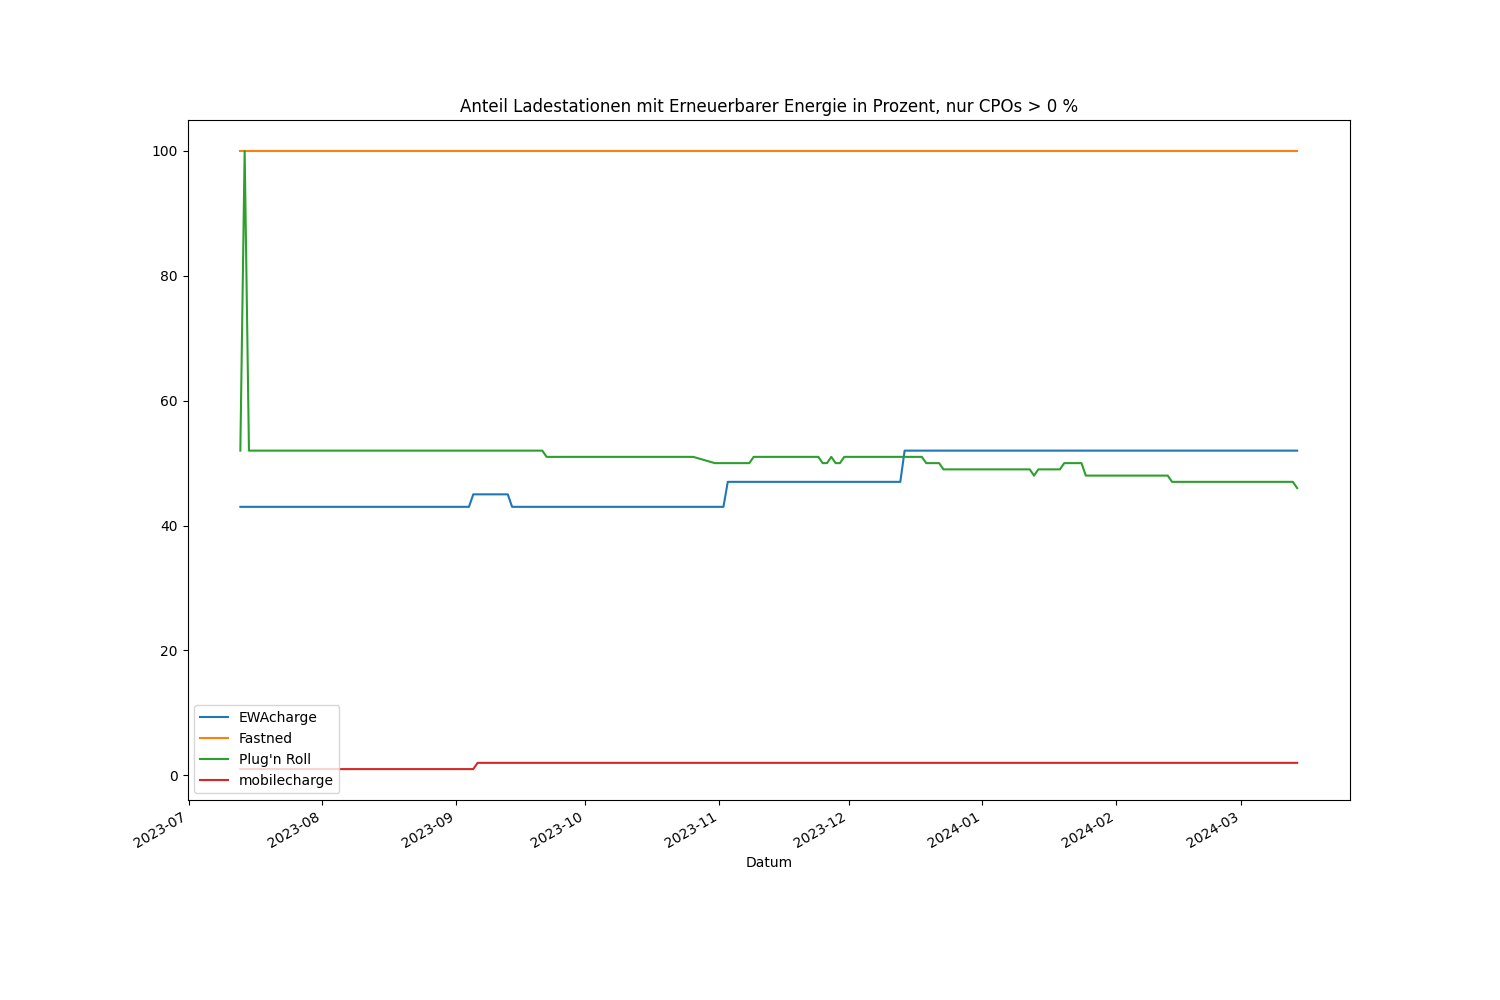 Anteil Ladestationen mit Erneuerbarer Energie in Prozent, nur CPOs > 0 %
100
80
60
40
20
0
EWAcharge
Fastned
Plug'n Roll
mobilecharge
2023-07
2023-08
2023-09
2023-10
2023-11
2023-12
2024-01
2024-02
2024-03
Datum